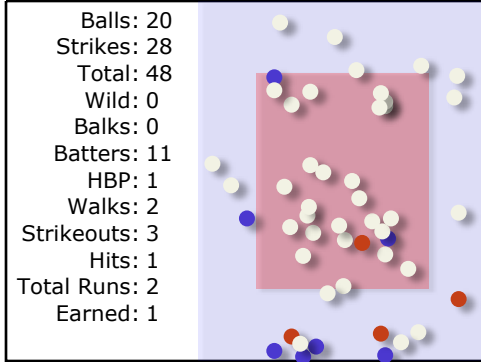 Balls: 20
Strikes: 28
Total: 48
Wild: 0
Balks: 0
Batters: 11
HBP: 1
Walks: 2
Strikeouts: 3
Hits: 1
Total Runs: 2
Earned: 1